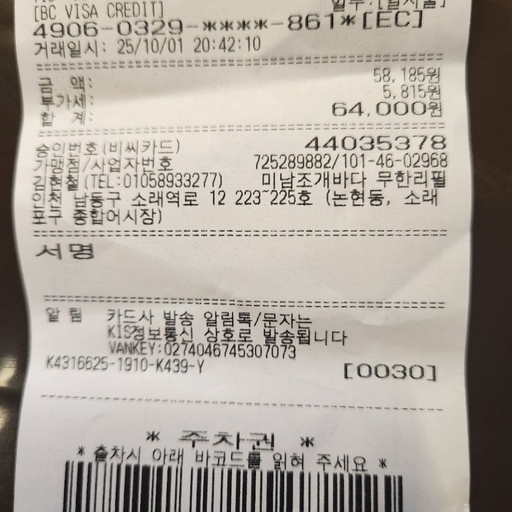 [BC VISA CREDIT]
4906-0329-****-861*[EC]
거래일시: 25/10/01 20:42:10
금 액: 58,185원
부가세: 5,815원
합 계: 64,000원
승인번호(비씨카드) 44035378
가맹점/사업자번호 725289882/101-46-02968
김현철(TEL:01058933277) 미남조개바다 무한리필
인천 남동구 소래역로 12 223~225호 (논현동, 소래
포구 종합어시장)
서명
알 림 카드사 발송 알림톡/문자는
KIS정보통신 상호로 발송됩니다
VANKEY:0274046745307073
K4316625-1910-K439-Y [0030]
* 주차권 *
* 출차시 아래 바코드를 읽혀 주세요 *